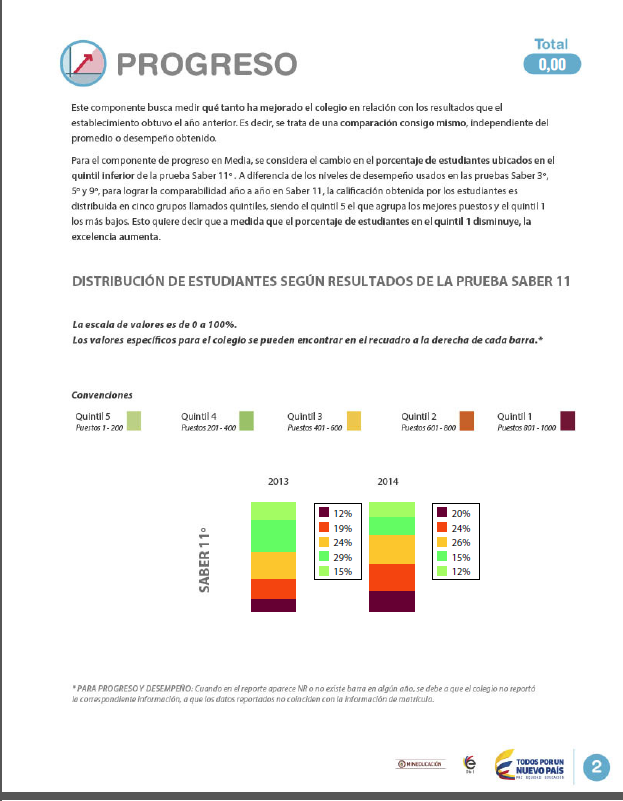 PROGRESO
Total
0,00
Este componente busca medir qué tanto ha mejorado el colegio en relación con los resultados que el
establecimiento obtuvo el año anterior. Es decir, se trata de una comparación consigo mismo, independiente del
promedio o desempeño obtenido.
Para el componente de progreso en Media, se considera el cambio en el porcentaje de estudiantes ubicados en el
quintil inferior de la prueba Saber 11º . A diferencia de los niveles de desempeño usados en las pruebas Saber 3º,
5º y 9º, para lograr la comparabilidad año a año en Saber 11, la calificación obtenida por los estudiantes es
distribuida en cinco grupos llamados quintiles, siendo el quintil 5 el que agrupa los mejores puestos y el quintil 1
los más bajos. Esto quiere decir que a medida que el porcentaje de estudiantes en el quintil 1 disminuye, la
excelencia aumenta.
DISTRIBUCIÓN DE ESTUDIANTES SEGÚN RESULTADOS DE LA PRUEBA SABER 11
La escala de valores es de 0 a 100%.
Los valores específicos para el colegio se pueden encontrar en el recuadro a la derecha de cada barra.*
Convenciones
Quintil 5 Quintil 4 Quintil 3 Quintil 2 Quintil 1
Puestos 1 - 200 Puestos 201 - 400 Puestos 401 - 600 Puestos 601 - 800 Puestos 801 - 1000
2013 2014
SABER 11º
12% 20%
19% 24%
24% 26%
29% 15%
15% 12%
* PARA PROGRESO Y DESEMPEÑO: Cuando en el reporte aparece NR o no existe barra en algún año, se debe a que el colegio no reportó
la correspondiente información, a que los datos reportados no coinciden con la información de matrícula.
MINEDUCACIÓN
TODOS POR UN
NUEVO PAÍS
PAZ EQUIDAD EDUCACIÓN
2